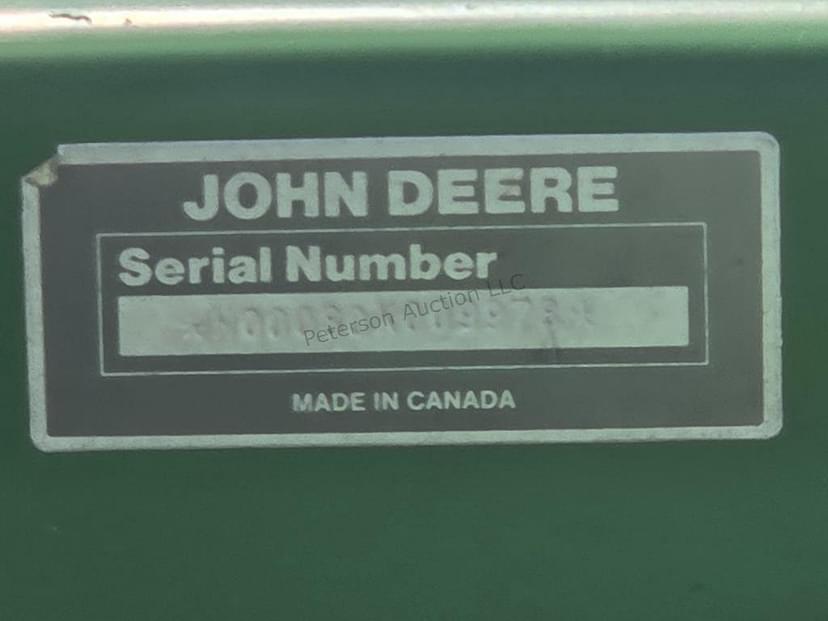 JOHN DEERE
Serial Number
Peterson Auction LLC
MADE IN CANADA